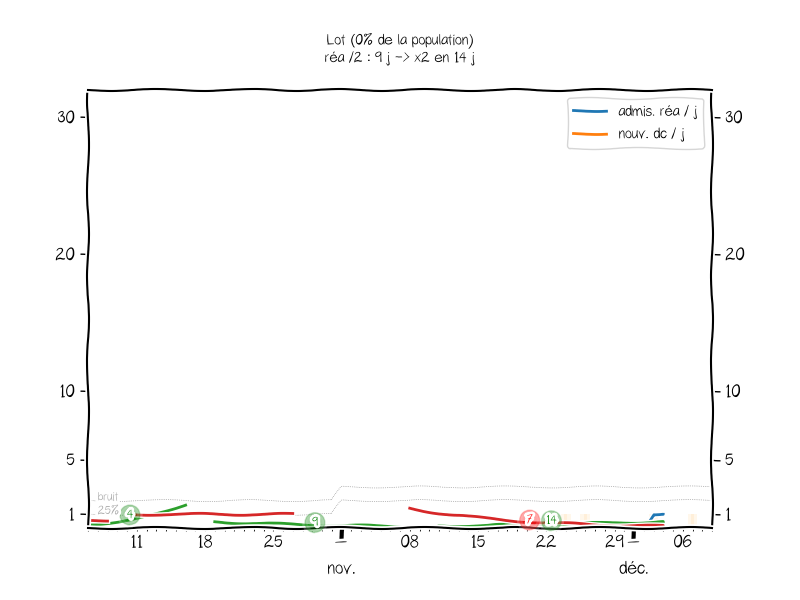 Lot (0% de la population)
réa /2 : 9 j -> x2 en 14 j
admis. réa / j
nouv. dc / j
30 30
20 20
10 10
5 5
bruit
25%
1 1
4 9 7 14
11 18 25 1 08 15 22 29 1 06
nov. déc.